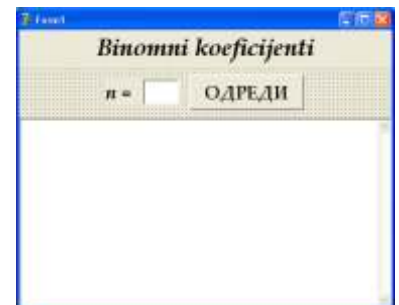 Form1
Binomni koeficijenti
n =
ОДРЕДИ